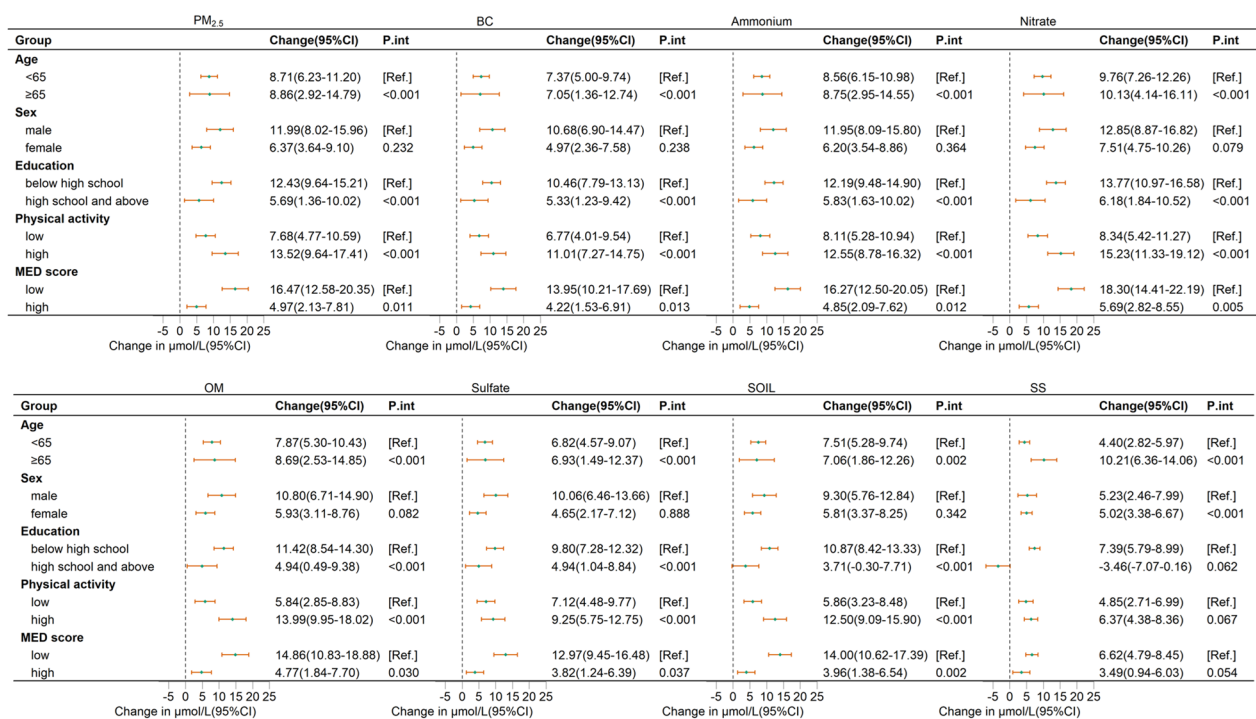 PM2.5 BC Ammonium Nitrate
Group Change(95%CI) P.int Change(95%CI) P.int Change(95%CI) P.int Change(95%CI) P.int
Age
<65 8.71(6.23-11.20) [Ref.] 7.37(5.00-9.74) [Ref.] 8.56(6.15-10.98) [Ref.] 9.76(7.26-12.26) [Ref.]
≥65 8.86(2.92-14.79) <0.001 7.05(1.36-12.74) <0.001 8.75(2.95-14.55) <0.001 10.13(4.14-16.11) <0.001
Sex
male 11.99(8.02-15.96) [Ref.] 10.68(6.90-14.47) [Ref.] 11.95(8.09-15.80) [Ref.] 12.85(8.87-16.82) [Ref.]
female 6.37(3.64-9.10) 0.232 4.97(2.36-7.58) 0.238 6.20(3.54-8.86) 0.364 7.51(4.75-10.26) 0.079
Education
below high school 12.43(9.64-15.21) [Ref.] 10.46(7.79-13.13) [Ref.] 12.19(9.48-14.90) [Ref.] 13.77(10.97-16.58) [Ref.]
high school and above 5.69(1.36-10.02) <0.001 5.33(1.23-9.42) <0.001 5.83(1.63-10.02) <0.001 6.18(1.84-10.52) <0.001
Physical activity
low 7.68(4.77-10.59) [Ref.] 6.77(4.01-9.54) [Ref.] 8.11(5.28-10.94) [Ref.] 8.34(5.42-11.27) [Ref.]
high 13.52(9.64-17.41) <0.001 11.01(7.27-14.75) <0.001 12.55(8.78-16.32) <0.001 15.23(11.33-19.12) <0.001
MED score
low 16.47(12.58-20.35) [Ref.] 13.95(10.21-17.69) [Ref.] 16.27(12.50-20.05) [Ref.] 18.30(14.41-22.19) [Ref.]
high 4.97(2.13-7.81) 0.011 4.22(1.53-6.91) 0.013 4.85(2.09-7.62) 0.012 5.69(2.82-8.55) 0.005
-5 0 5 10 15 20 25 -5 0 5 10 15 20 25 -5 0 5 10 15 20 25 -5 0 5 10 15 20 25
Change in μmol/L(95%CI) Change in μmol/L(95%CI) Change in μmol/L(95%CI) Change in μmol/L(95%CI)
OM Sulfate SOIL SS
Group Change(95%CI) P.int Change(95%CI) P.int Change(95%CI) P.int Change(95%CI) P.int
Age
<65 7.87(5.30-10.43) [Ref.] 6.82(4.57-9.07) [Ref.] 7.51(5.28-9.74) [Ref.] 4.40(2.82-5.97) [Ref.]
≥65 8.69(2.53-14.85) <0.001 6.93(1.49-12.37) <0.001 7.06(1.86-12.26) 0.002 10.21(6.36-14.06) <0.001
Sex
male 10.80(6.71-14.90) [Ref.] 10.06(6.46-13.66) [Ref.] 9.30(5.76-12.84) [Ref.] 5.23(2.46-7.99) [Ref.]
female 5.93(3.11-8.76) 0.082 4.65(2.17-7.12) 0.888 5.81(3.37-8.25) 0.342 5.02(3.38-6.67) <0.001
Education
below high school 11.42(8.54-14.30) [Ref.] 9.80(7.28-12.32) [Ref.] 10.87(8.42-13.33) [Ref.] 7.39(5.79-8.99) [Ref.]
high school and above 4.94(0.49-9.38) <0.001 4.94(1.04-8.84) <0.001 3.71(-0.30-7.71) <0.001 -3.46(-7.07-0.16) 0.062
Physical activity
low 5.84(2.85-8.83) [Ref.] 7.12(4.48-9.77) [Ref.] 5.86(3.23-8.48) [Ref.] 4.85(2.71-6.99) [Ref.]
high 13.99(9.95-18.02) <0.001 9.25(5.75-12.75) <0.001 12.50(9.09-15.90) <0.001 6.37(4.38-8.36) 0.067
MED score
low 14.86(10.83-18.88) [Ref.] 12.97(9.45-16.48) [Ref.] 14.00(10.62-17.39) [Ref.] 6.62(4.79-8.45) [Ref.]
high 4.77(1.84-7.70) 0.030 3.82(1.24-6.39) 0.037 3.96(1.38-6.54) 0.002 3.49(0.94-6.03) 0.054
-5 0 5 10 15 20 25 -5 0 5 10 15 20 25 -5 0 5 10 15 20 25 -5 0 5 10 15 20 25
Change in μmol/L(95%CI) Change in μmol/L(95%CI) Change in μmol/L(95%CI) Change in μmol/L(95%CI)